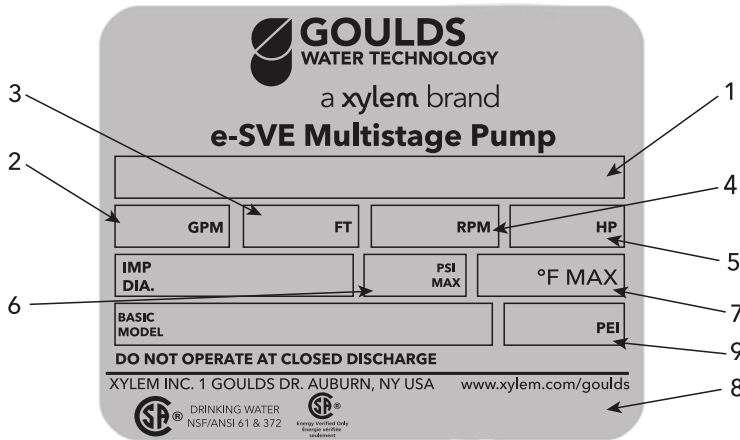 GOULDS
WATER TECHNOLOGY
a xylem brand
e-SVE Multistage Pump
1
3
2
GPM
FT
RPM
HP
4
5
IMP
DIA.
PSI
MAX
°F MAX
6
7
BASIC
MODEL
PEI
9
DO NOT OPERATE AT CLOSED DISCHARGE
XYLEM INC. 1 GOULDS DR. AUBURN, NY USA www.xylem.com/goulds
8
SA® DRINKING WATER
NSF/ANSI 61 & 372
SA®
Energy Verified Only
Énergie vérifiée
seulement